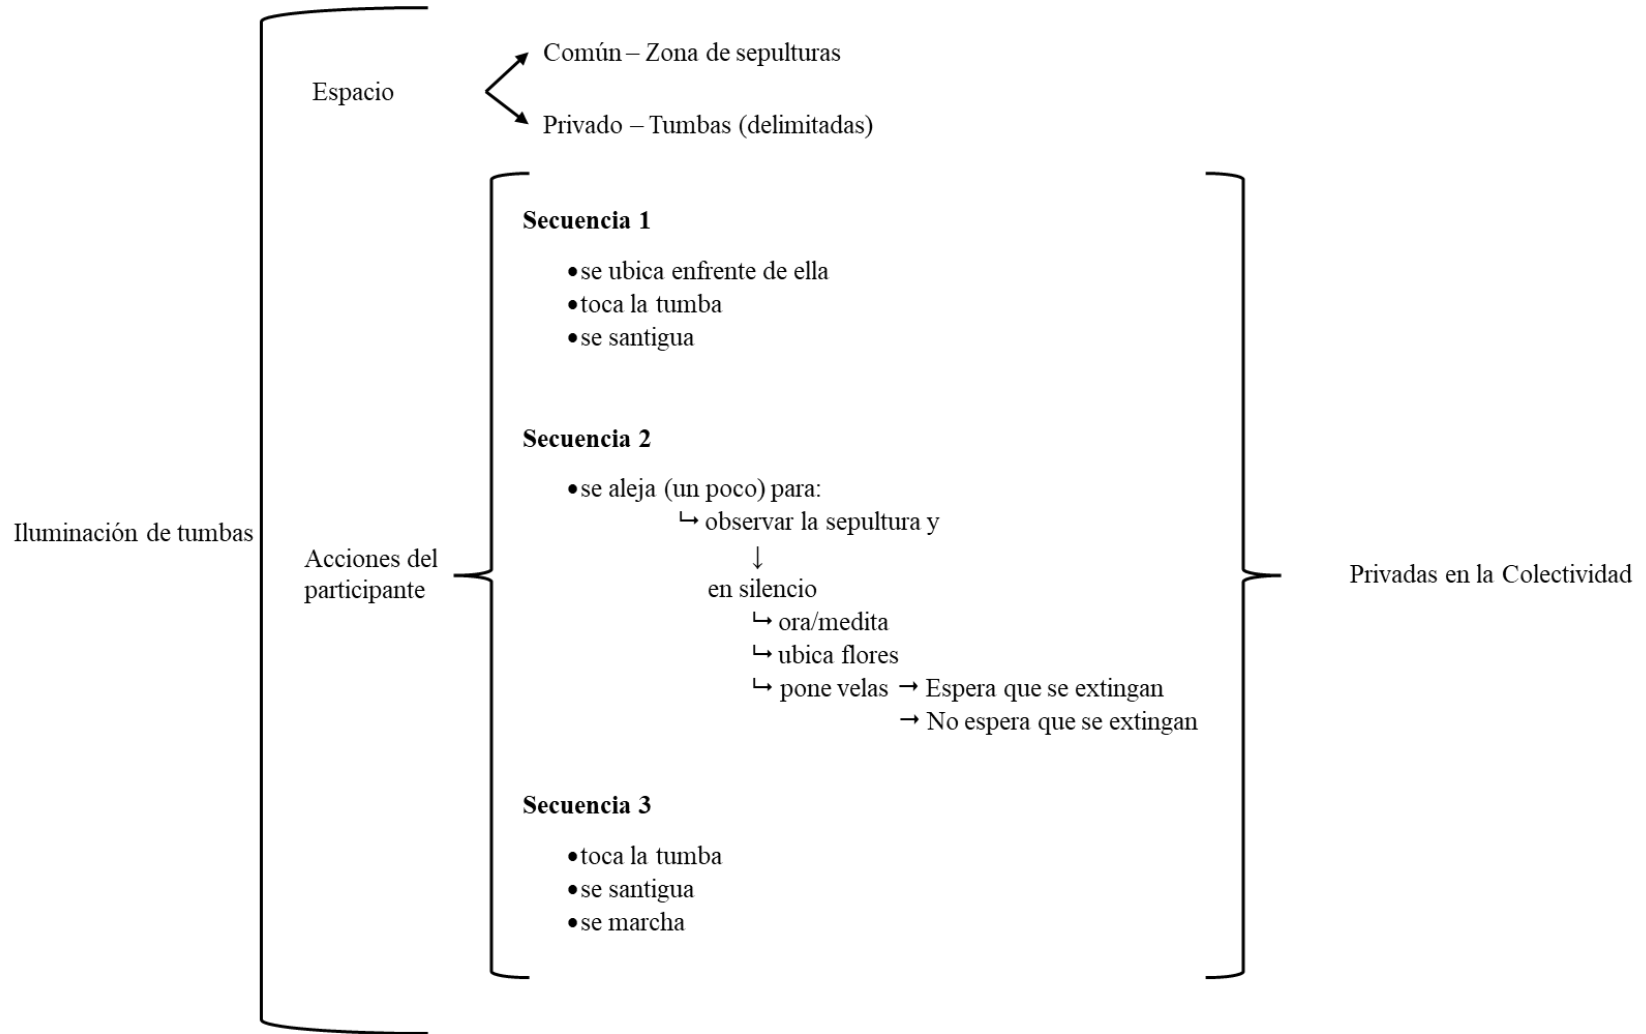 Común – Zona de sepulturas
Espacio
Privado – Tumbas (delimitadas)
Secuencia 1
•se ubica enfrente de ella
•toca la tumba
•se santigua
Secuencia 2
•se aleja (un poco) para:
↳ observar la sepultura y
↓
en silencio
↳ ora/medita
↳ ubica flores
↳ pone velas → Espera que se extingan
→ No espera que se extingan
Secuencia 3
•toca la tumba
•se santigua
•se marcha
Iluminación de tumbas
Acciones del
participante
Privadas en la Colectividad